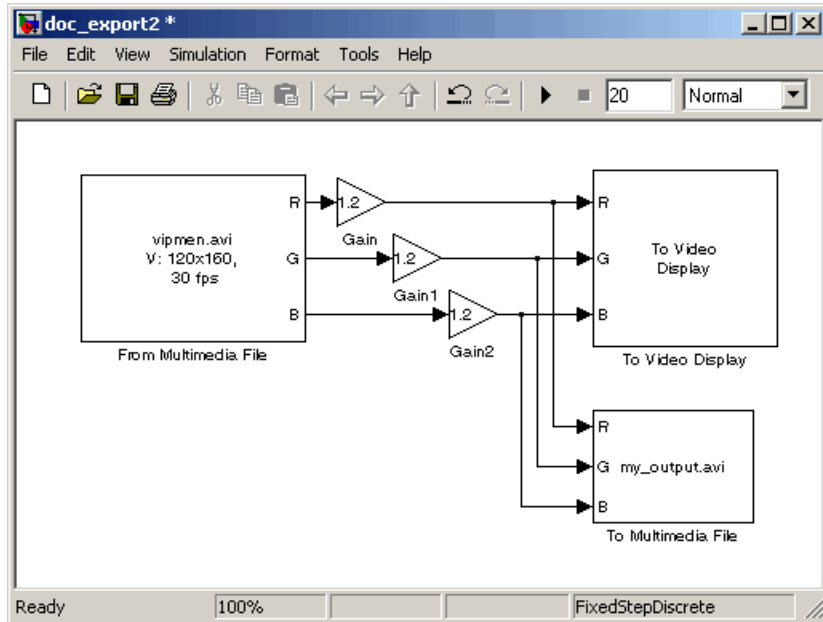 doc_export2 *
File Edit View Simulation Format Tools Help
20 Normal
vipmen.avi
V: 120x160,
30 fps
R
G
B
From Multimedia File
1.2
Gain
1.2
Gain1
1.2
Gain2
R
G
B
To Video
Display
To Video Display
R
G my_output.avi
B
To Multimedia File
Ready 100% FixedStepDiscrete